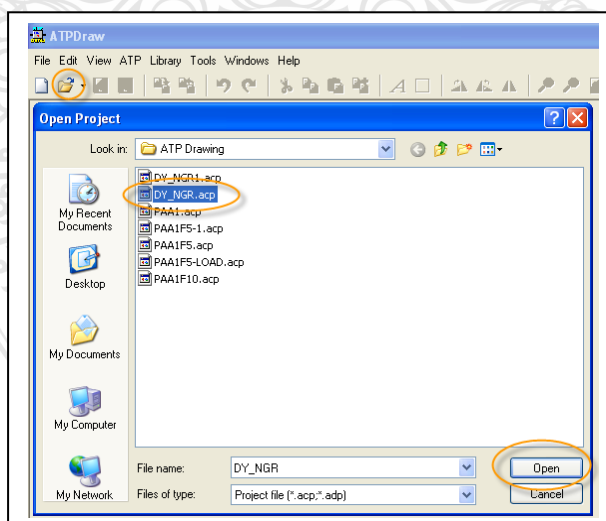 ATPDraw
File Edit View ATP Library Tools Windows Help
Open Project
Look in: ATP Drawing
DY_NGR1.acp
DY_NGR.acp
PAA1.acp
PAA1F5-1.acp
PAA1F5.acp
PAA1F5-LOAD.acp
PAA1F10.acp
My Recent
Documents
Desktop
My Documents
My Computer
My Network
File name: DY_NGR Open
Files of type: Project file (*.acp;*.adp) Cancel